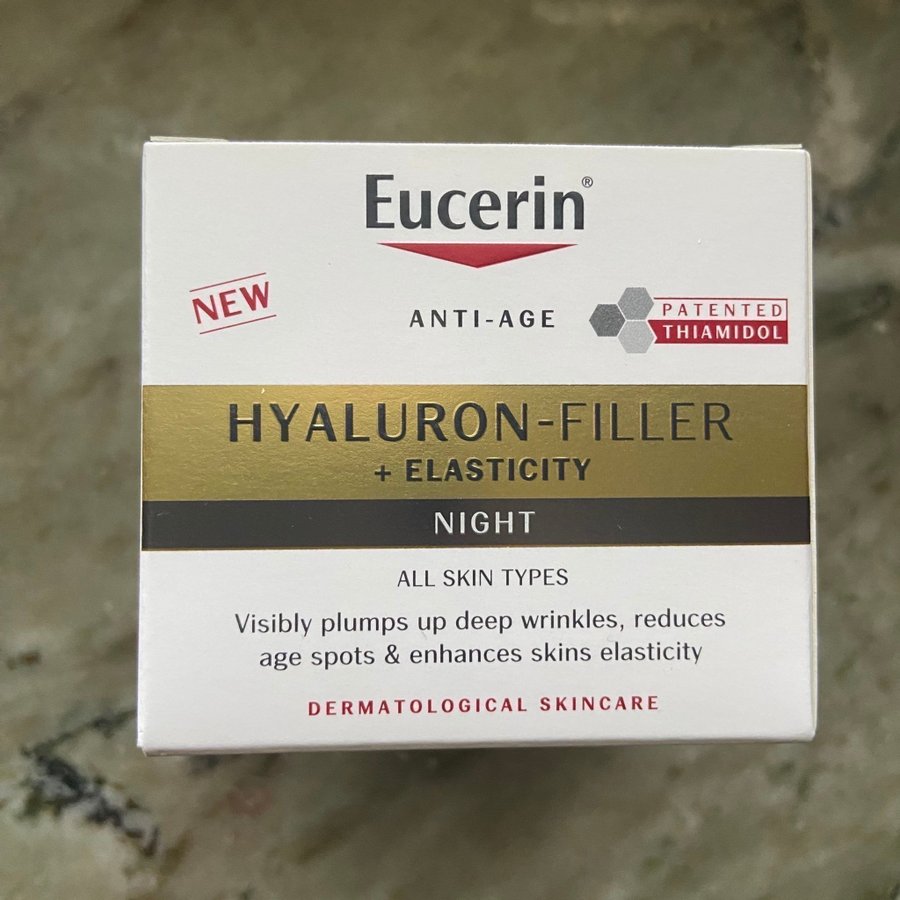 Eucerin®
NEW
ANTI-AGE
PATENTED
THIAMIDOL
HYALURON-FILLER
+ ELASTICITY
NIGHT
ALL SKIN TYPES
Visibly plumps up deep wrinkles, reduces
age spots & enhances skins elasticity
DERMATOLOGICAL SKINCARE